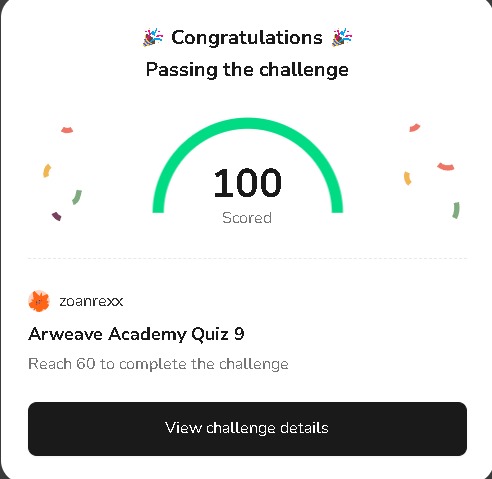 🎉 Congratulations 🎉
Passing the challenge
100
Scored
zoanrexx
Arweave Academy Quiz 9
Reach 60 to complete the challenge
View challenge details